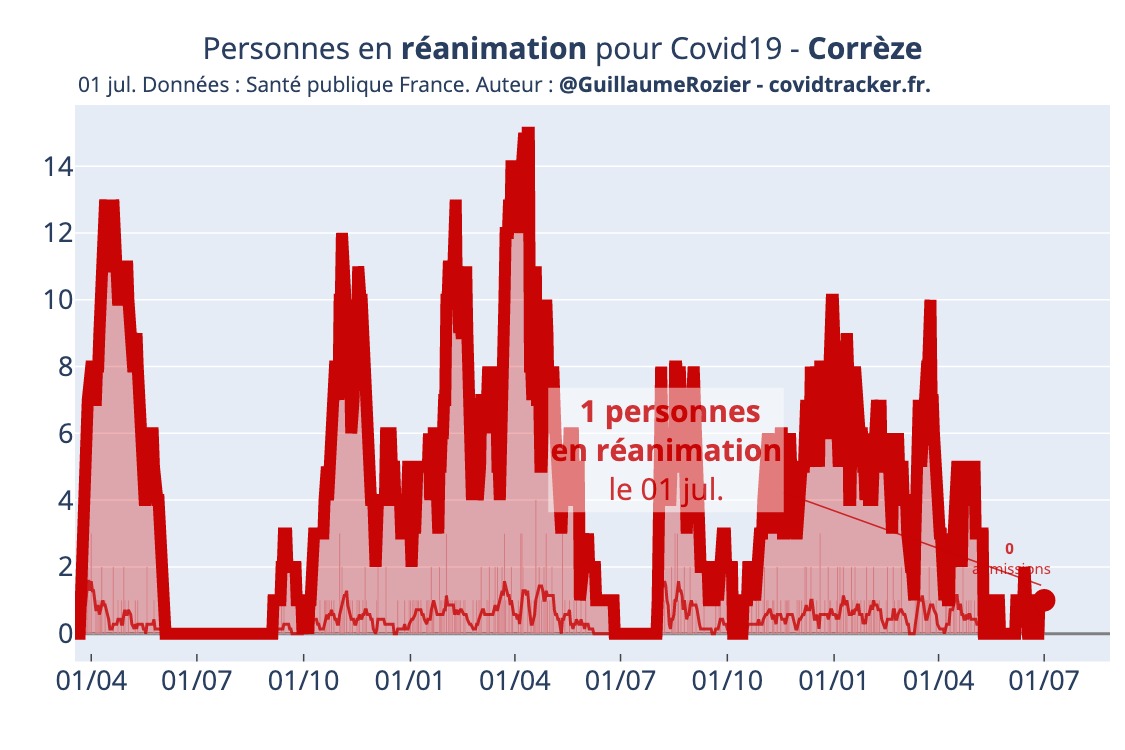 Personnes en réanimation pour Covid19 - Corrèze
01 jul. Données : Santé publique France. Auteur : @GuillaumeRozier - covidtracker.fr.
14
12
10
8
6
4
2
0
1 personnes
en réanimation
le 01 jul.
0
admissions
01/04 01/07 01/10 01/01 01/04 01/07 01/10 01/01 01/04 01/07